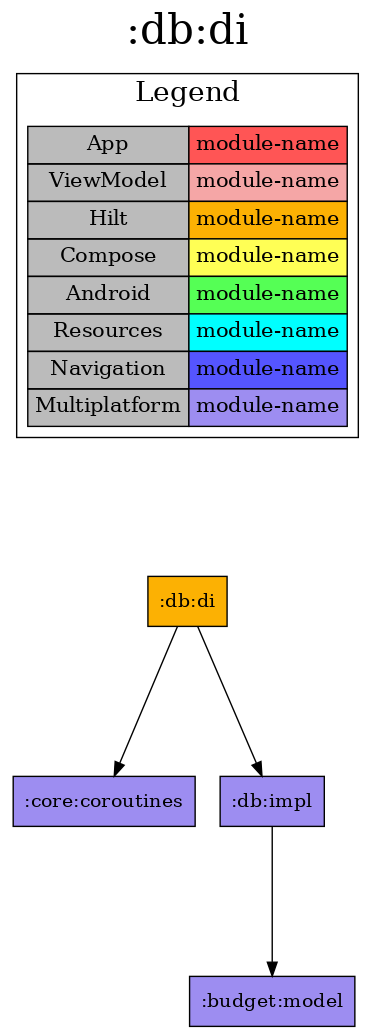 :db:di
Legend
App module-name
ViewModel module-name
Hilt module-name
Compose module-name
Android module-name
Resources module-name
Navigation module-name
Multiplatform module-name
:db:di
:core:coroutines :db:impl
:budget:model